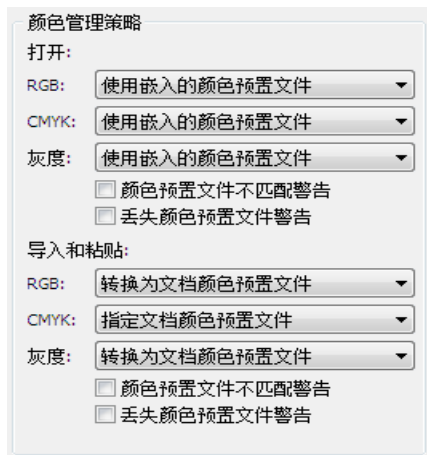 颜色管理策略
打开:
RGB: 使用嵌入的颜色预置文件
CMYK: 使用嵌入的颜色预置文件
灰度: 使用嵌入的颜色预置文件
颜色预置文件不匹配警告
丢失颜色预置文件警告
导入和粘贴:
RGB: 转换为文档颜色预置文件
CMYK: 指定文档颜色预置文件
灰度: 转换为文档颜色预置文件
颜色预置文件不匹配警告
丢失颜色预置文件警告